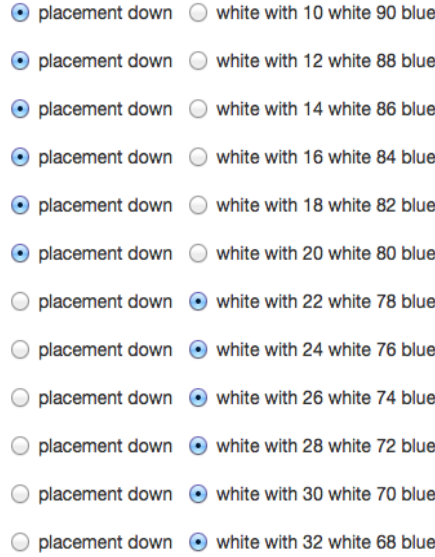 placement down white with 10 white 90 blue
placement down white with 12 white 88 blue
placement down white with 14 white 86 blue
placement down white with 16 white 84 blue
placement down white with 18 white 82 blue
placement down white with 20 white 80 blue
placement down white with 22 white 78 blue
placement down white with 24 white 76 blue
placement down white with 26 white 74 blue
placement down white with 28 white 72 blue
placement down white with 30 white 70 blue
placement down white with 32 white 68 blue